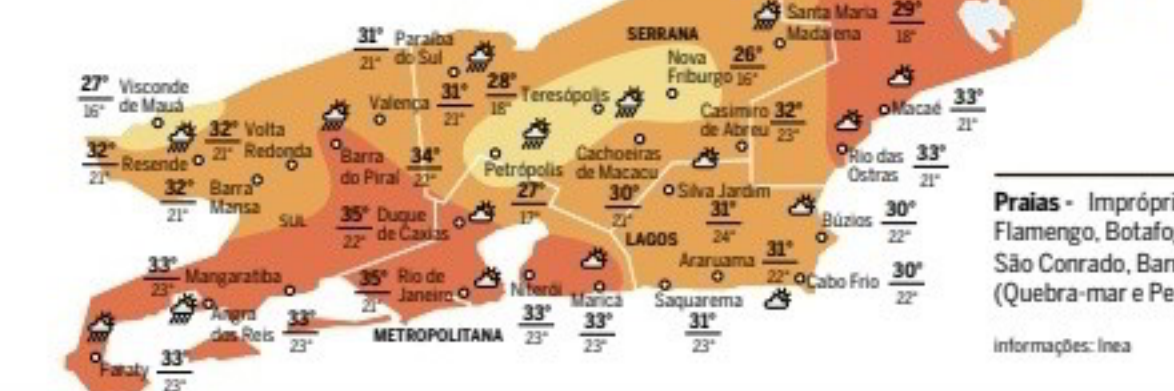 Santa Maria
Madalena
29°
18°
SERRANA
31°
21°
Paraíba
do Sul
Nova
Friburgo
26°
16°
27°
16°
Visconde
de Mauá
28°
18°
Teresópolis
Valença
31°
21°
Casimiro
de Abreu
32°
23°
Macaé
33°
21°
32°
21°
Volta
Redonda
32°
21°
Resende
Barra
do Piraí
34°
22°
Petrópolis
27°
17°
Cachoeiras
de Macacu
30°
21°
Rio das
Ostras
33°
21°
32°
21°
Barra
Mansa
SUL
Silva Jardim
31°
24°
35°
22°
Duque
de Caxias
Búzios
30°
22°
LAGOS
Araruama
31°
22°
33°
23°
Mangaratiba
35°
21°
Rio de
Janeiro
Niterói
33°
23°
Maricá
33°
23°
Saquarema
31°
23°
Cabo Frio
30°
22°
Angra
dos Reis
33°
23°
METROPOLITANA
Paraty
33°
23°
Praias - Imprópri
Flamengo, Botafog
São Conrado, Barr
(Quebra-mar e Pe
informações: Inea